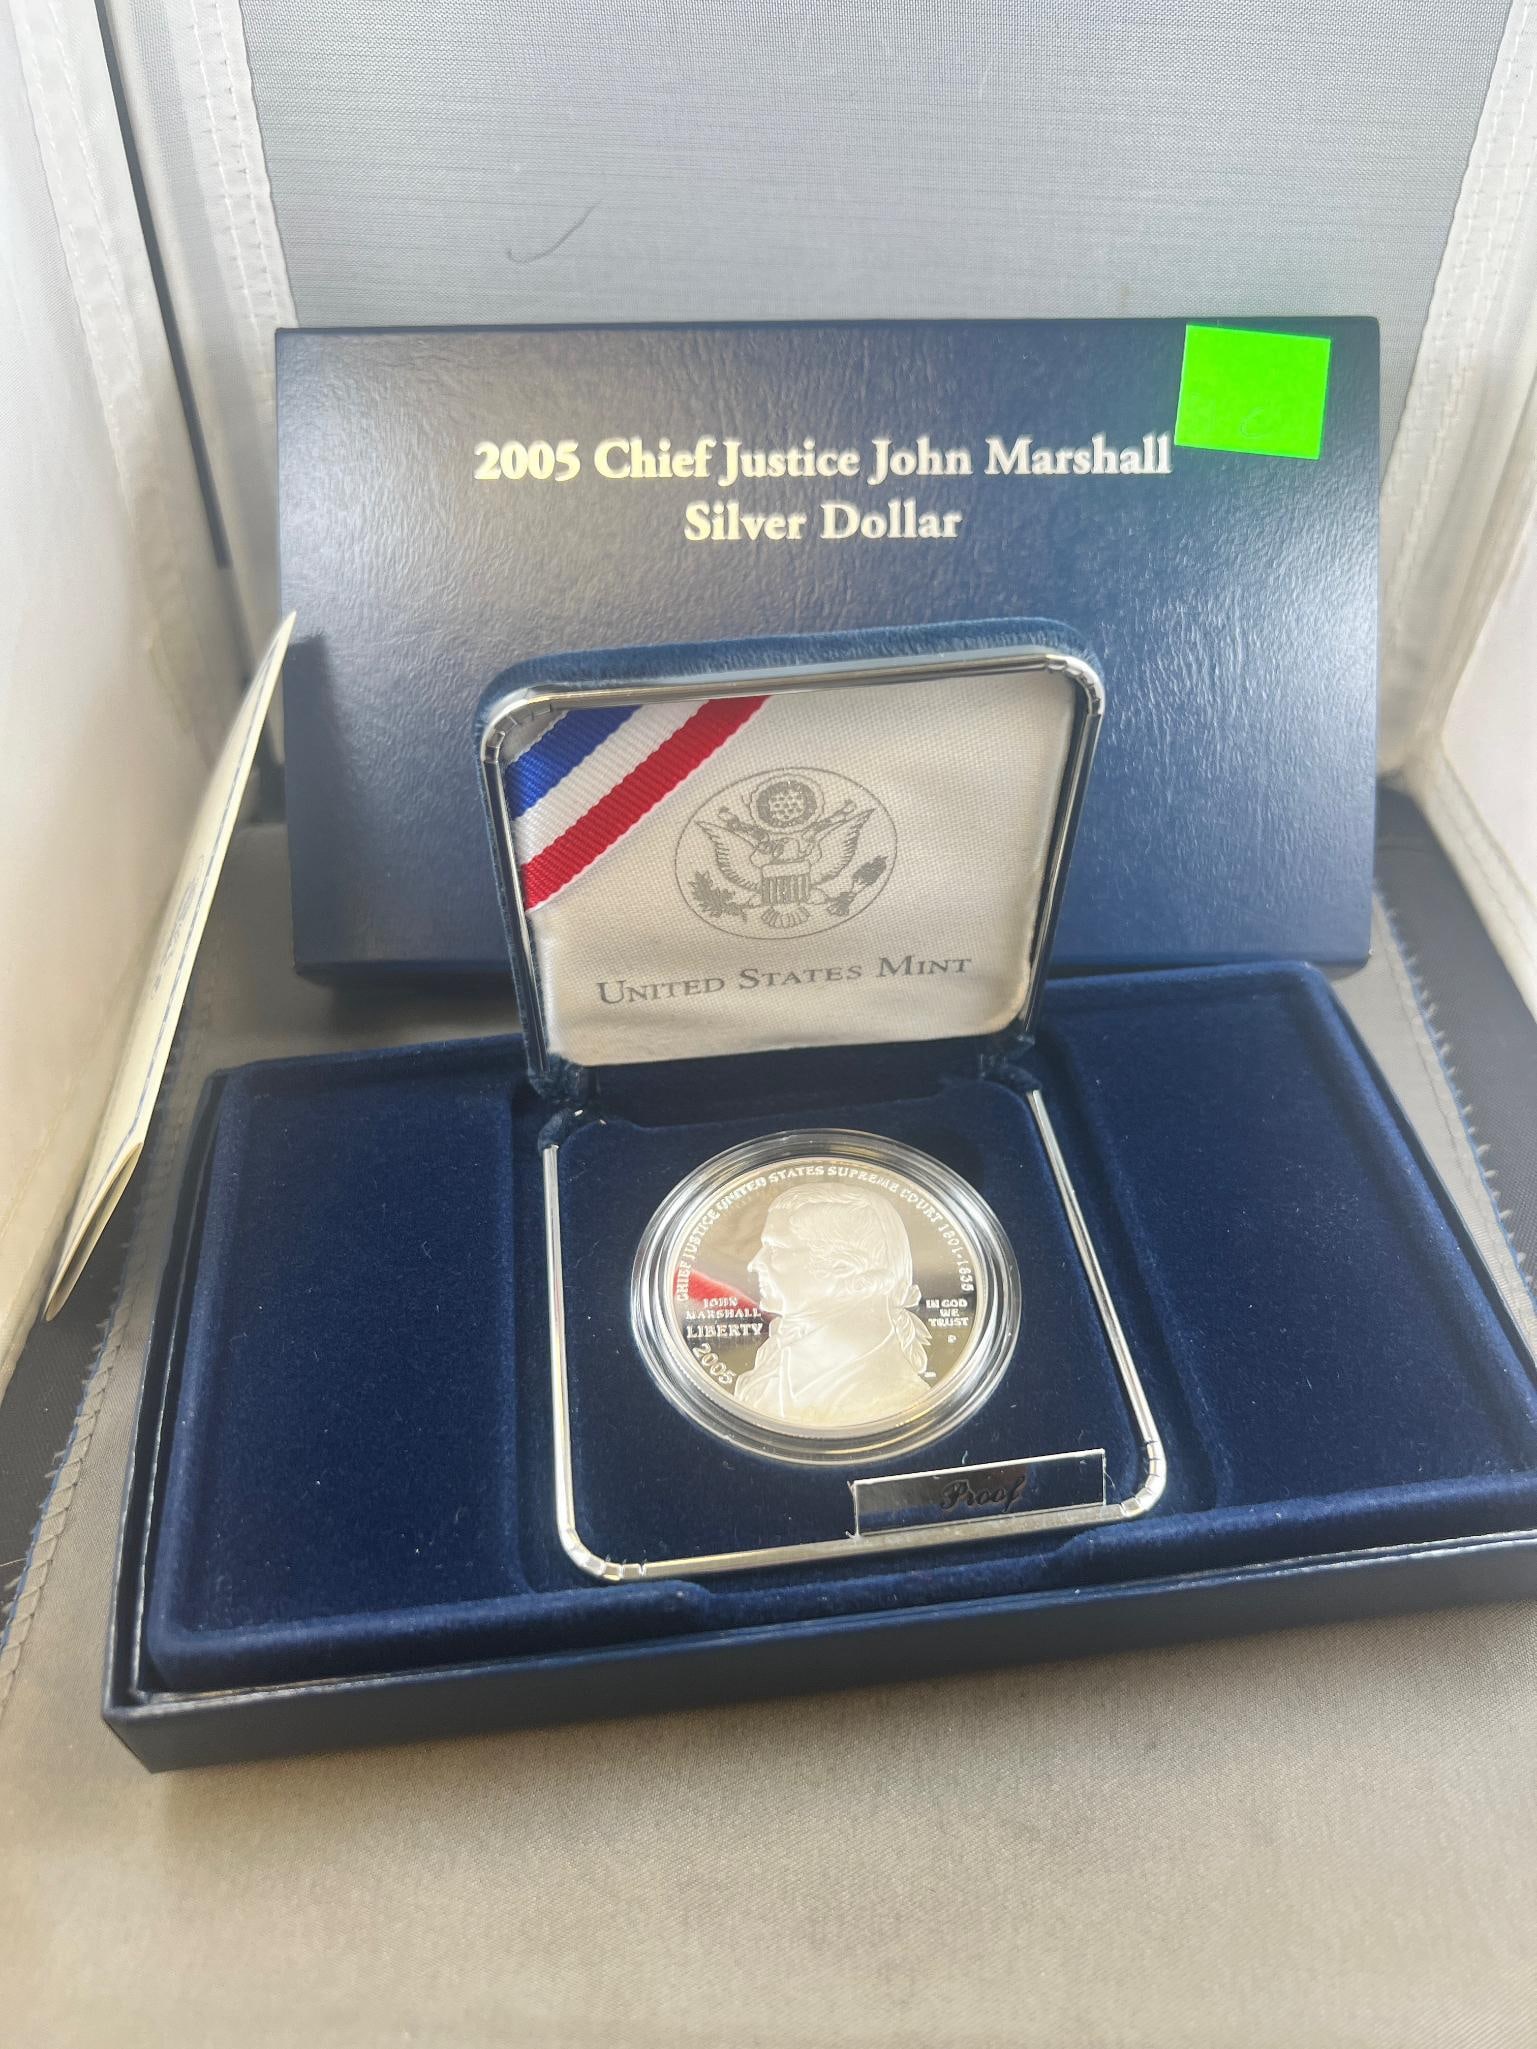 2005 Chief Justice John Marshall
Silver Dollar
UNITED STATES MINT
CHIEF JUSTICE UNITED STATES SUPREME COURT 1801-1835
JOHN
MARSHALL
LIBERTY
2005
IN GOD
WE
TRUST
P
Proof